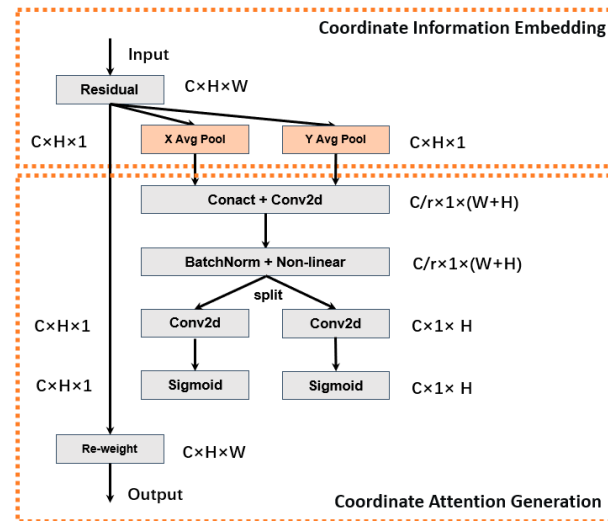 Coordinate Information Embedding
Input
Residual
C×H×W
C×H×1
X Avg Pool
Y Avg Pool
C×H×1
Conact + Conv2d
C/r×1×(W+H)
BatchNorm + Non-linear
C/r×1×(W+H)
split
C×H×1
Conv2d
Conv2d
C×1× H
C×H×1
Sigmoid
Sigmoid
C×1× H
Re-weight
C×H×W
Output
Coordinate Attention Generation